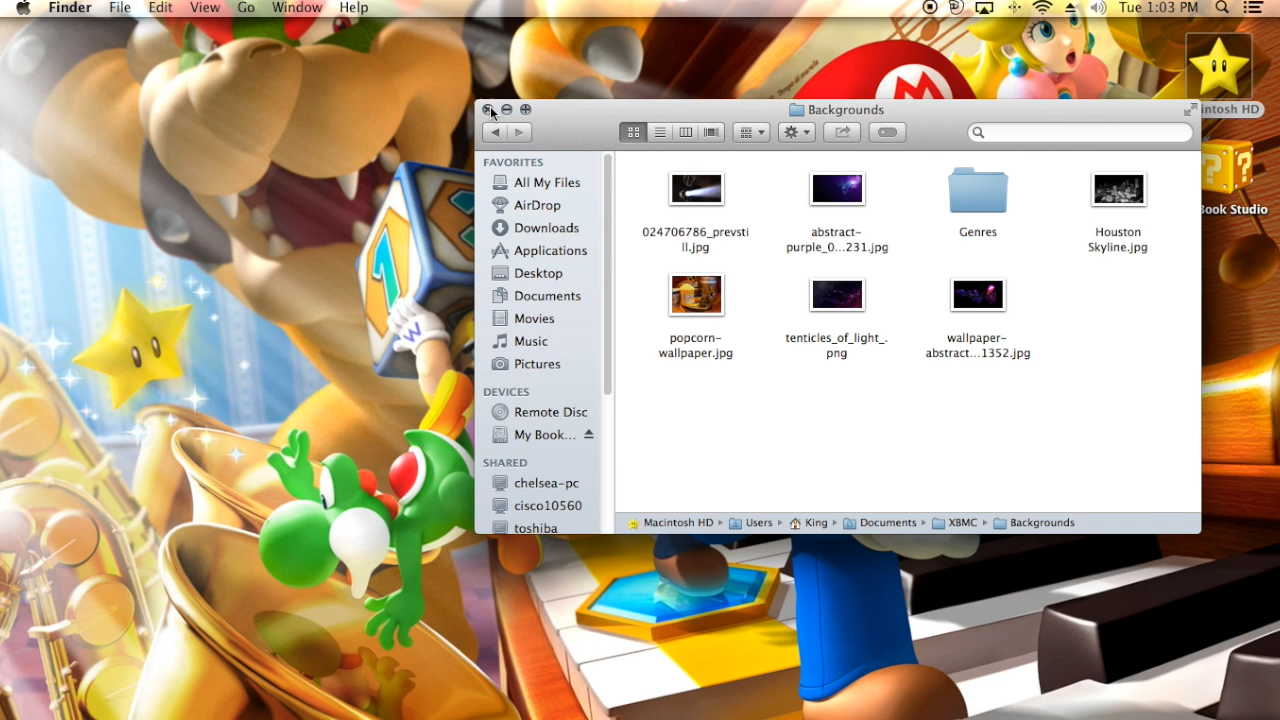 Finder File Edit View Go Window Help Tue 1:03 PM
Backgrounds
intosh HD
FAVORITES
All My Files
AirDrop
Downloads
Applications
Desktop
Documents
Movies
Music
Pictures
DEVICES
Remote Disc
My Book...
SHARED
chelsea-pc
cisco10560
toshiba
024706786_prevsti
ll.jpg
abstract-
purple_0...231.jpg
Genres
Houston
Skyline.jpg
popcorn-
wallpaper.jpg
tenticles_of_light_.
png
wallpaper-
abstract...1352.jpg
Macintosh HD Users King Documents XBMC Backgrounds
Book Studio
M
W
? ?